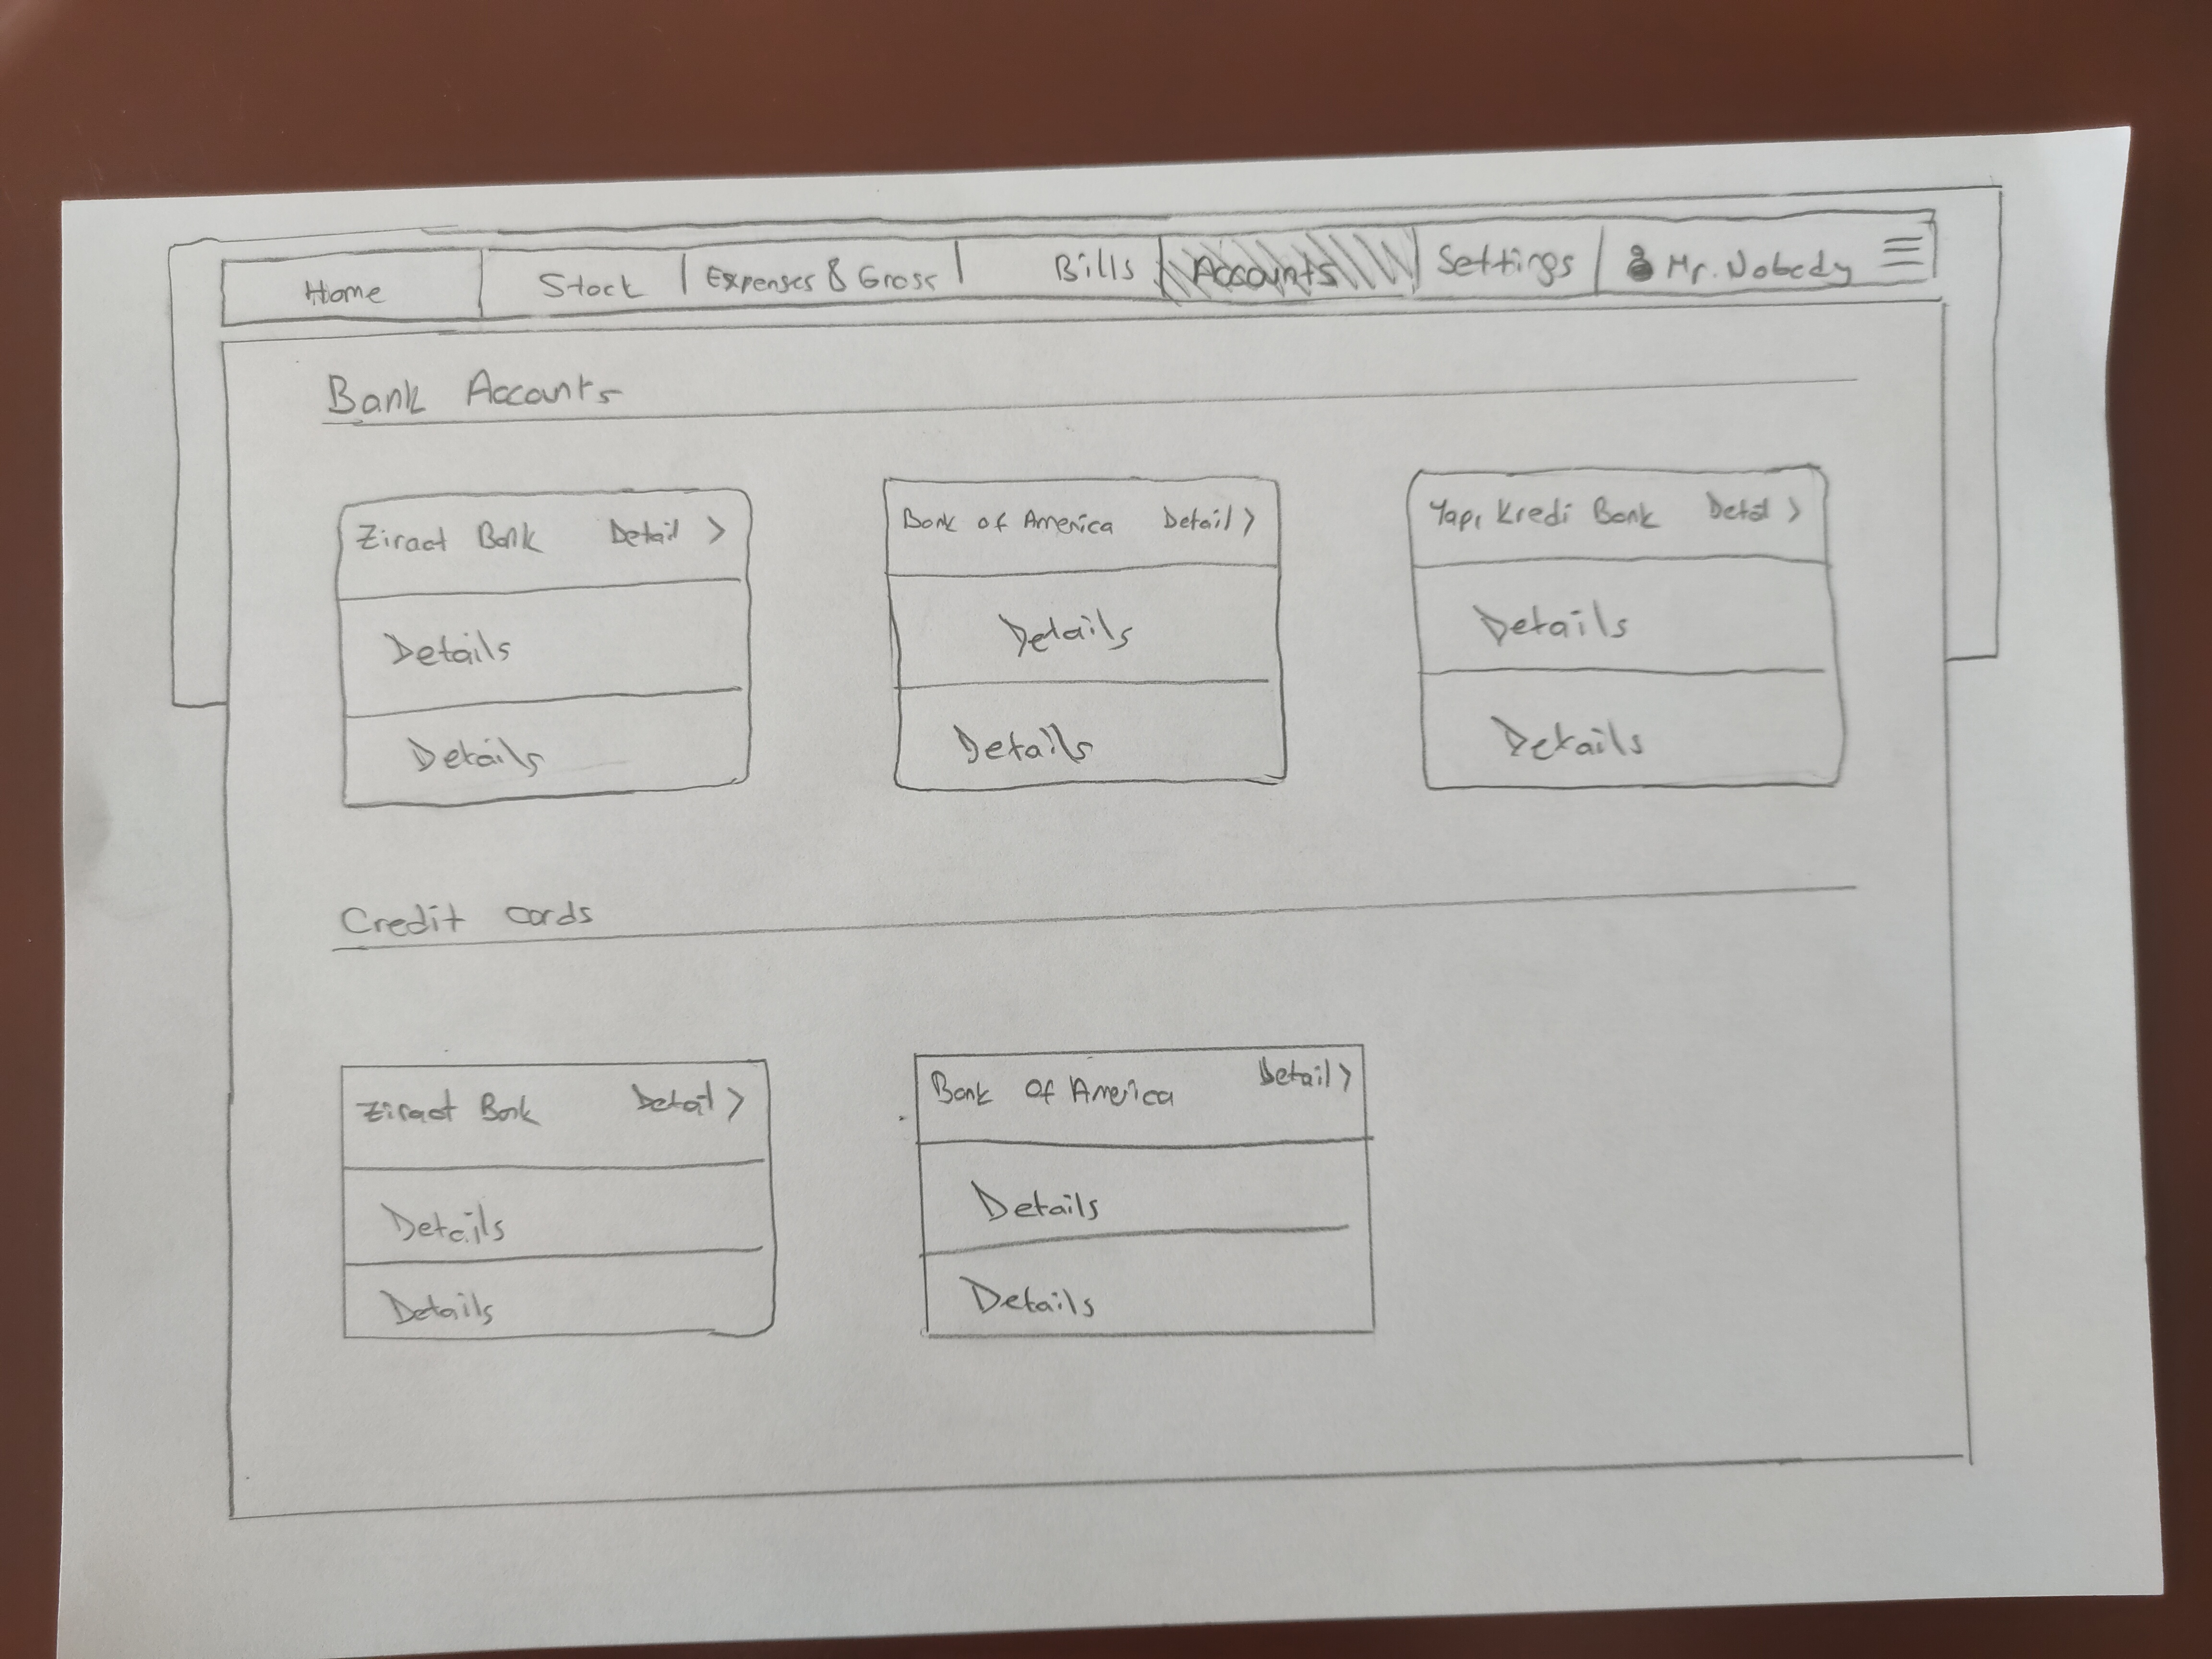 Home Stock Expenses & Gross Bills Accounts Settings Mr. Nobody
Bank Accounts
Ziraat Bank Detail >
Details
Details
Bank of America Detail >
Details
Details
Yapı Kredi Bank Detail >
Details
Details
Credit cards
Ziraat Bank Detail >
Details
Details
Bank Of America Detail >
Details
Details